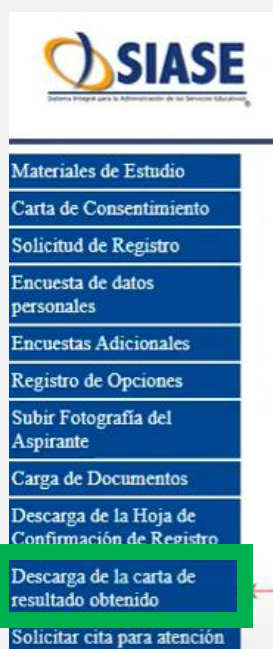 SIASE
Sistema Integral para la Administración de los Servicios Educativos
Materiales de Estudio
Carta de Consentimiento
Solicitud de Registro
Encuesta de datos
personales
Encuestas Adicionales
Registro de Opciones
Subir Fotografía del
Aspirante
Carga de Documentos
Descarga de la Hoja de
Confirmación de Registro
Descarga de la carta de
resultado obtenido
Solicitar cita para atención